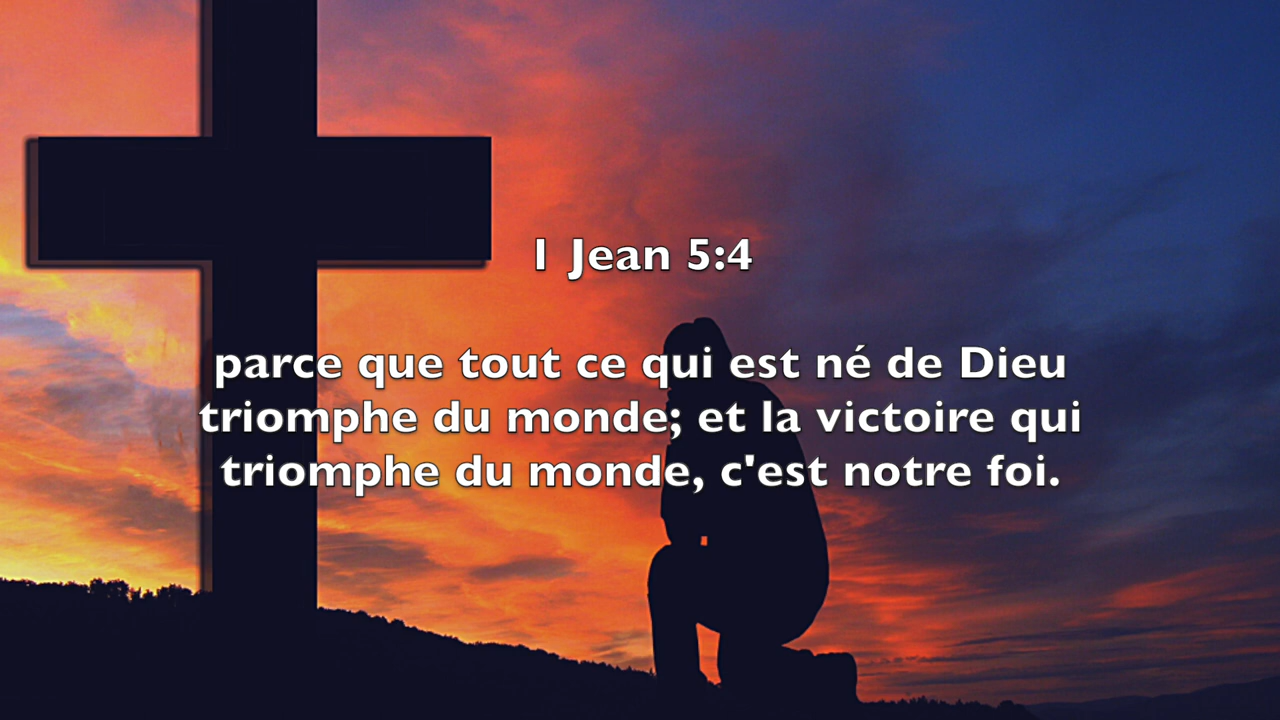 1 Jean 5:4
parce que tout ce qui est né de Dieu
triomphe du monde; et la victoire qui
triomphe du monde, c'est notre foi.